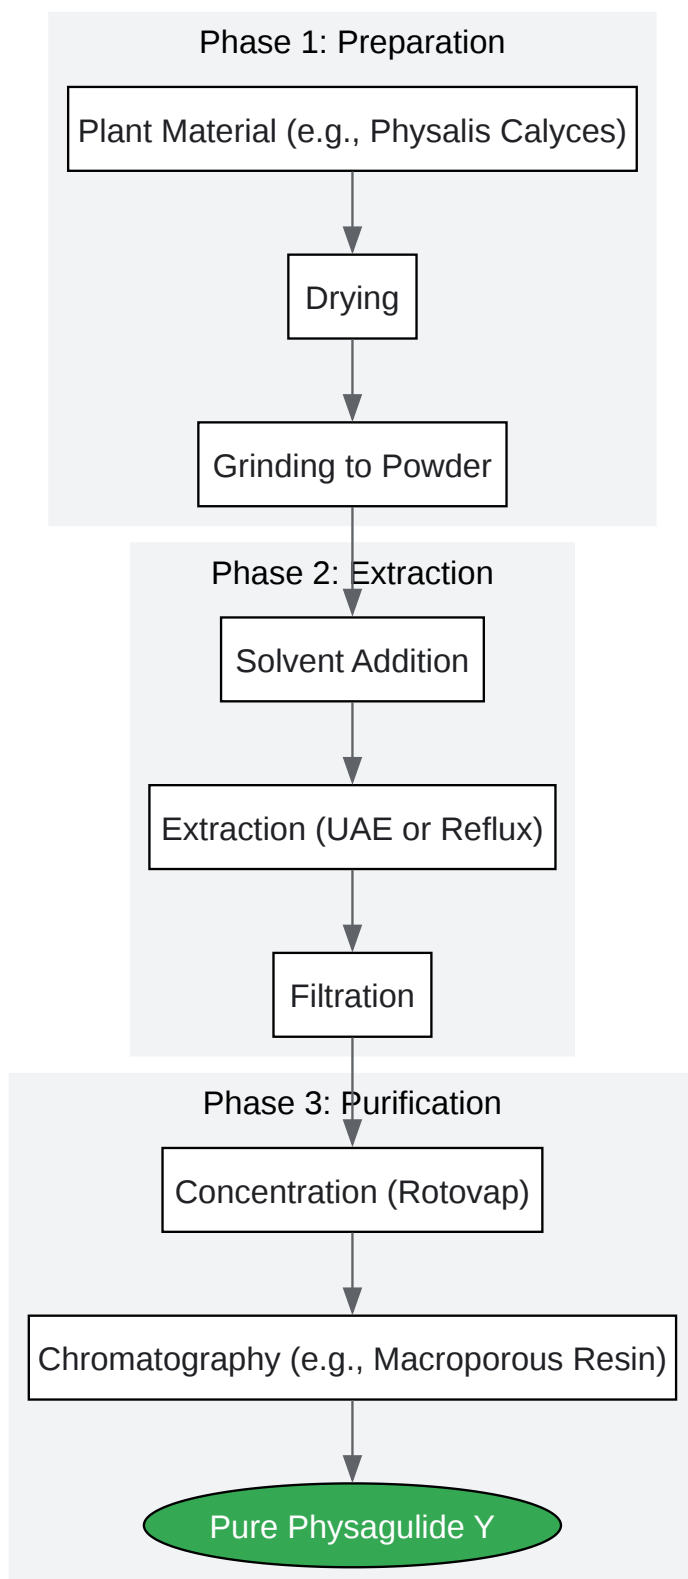 Phase 1: Preparation
Plant Material (e.g., Physalis Calyces)
Drying
Grinding to Powder
Phase 2: Extraction
Solvent Addition
Extraction (UAE or Reflux)
Filtration
Phase 3: Purification
Concentration (Rotovap)
Chromatography (e.g., Macroporous Resin)
Pure Physagulide Y